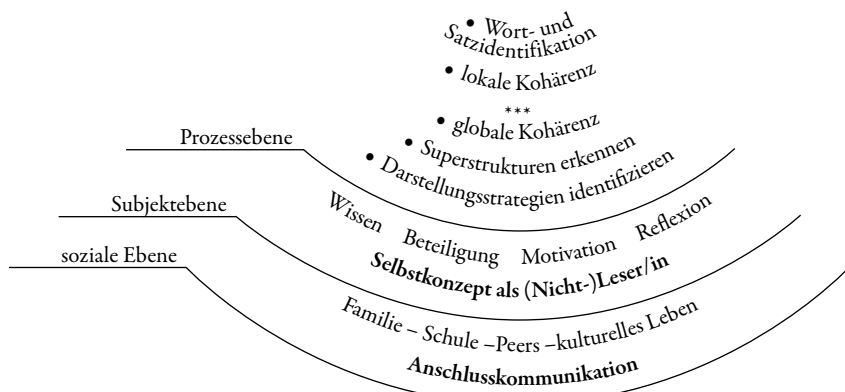 • Wort- und
Satzidentifikation
• lokale Kohärenz
***
• globale Kohärenz
• Superstrukturen erkennen
• Darstellungsstrategien identifizieren
Prozessebene
Wissen Beteiligung Motivation Reflexion
Selbstkonzept als (Nicht-)Leser/in
Subjektebene
Familie – Schule –Peers –kulturelles Leben
Anschlusskommunikation
soziale Ebene